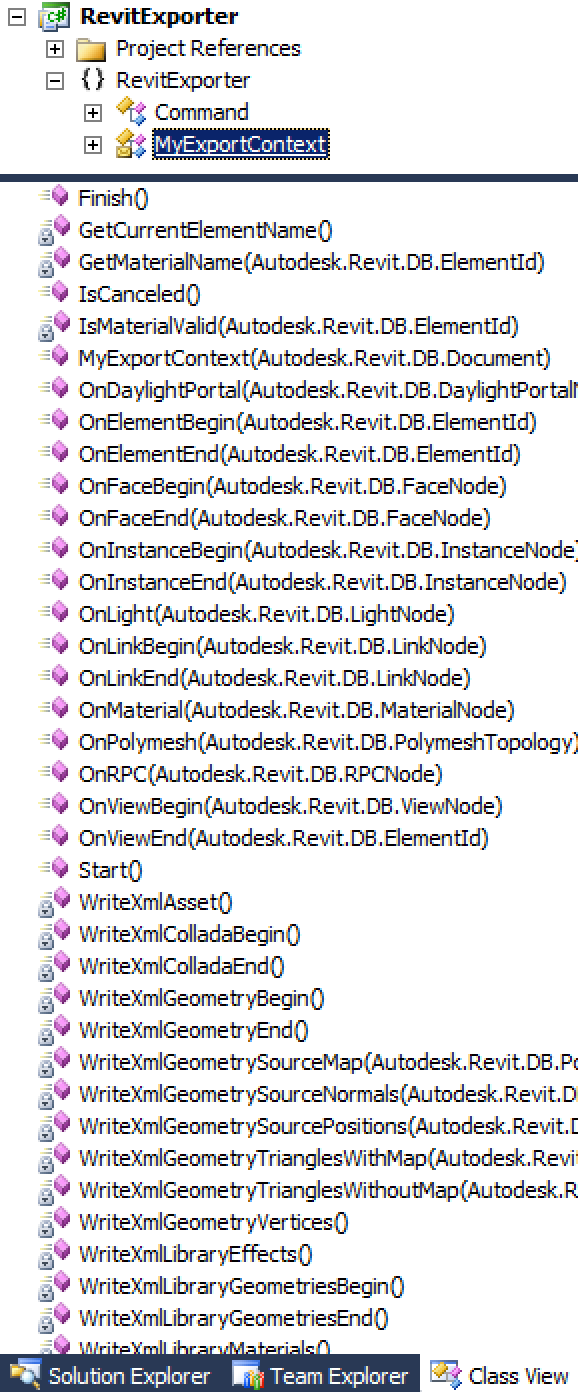 RevitExporter
Project References
{} RevitExporter
Command
MyExportContext
Finish()
GetCurrentElementName()
GetMaterialName(Autodesk.Revit.DB.ElementId)
IsCanceled()
IsMaterialValid(Autodesk.Revit.DB.ElementId)
MyExportContext(Autodesk.Revit.DB.Document)
OnDaylightPortal(Autodesk.Revit.DB.DaylightPortal
OnElementBegin(Autodesk.Revit.DB.ElementId)
OnElementEnd(Autodesk.Revit.DB.ElementId)
OnFaceBegin(Autodesk.Revit.DB.FaceNode)
OnFaceEnd(Autodesk.Revit.DB.FaceNode)
OnInstanceBegin(Autodesk.Revit.DB.InstanceNode)
OnInstanceEnd(Autodesk.Revit.DB.InstanceNode)
OnLight(Autodesk.Revit.DB.LightNode)
OnLinkBegin(Autodesk.Revit.DB.LinkNode)
OnLinkEnd(Autodesk.Revit.DB.LinkNode)
OnMaterial(Autodesk.Revit.DB.MaterialNode)
OnPolymesh(Autodesk.Revit.DB.PolymeshTopology)
OnRPC(Autodesk.Revit.DB.RPCNode)
OnViewBegin(Autodesk.Revit.DB.ViewNode)
OnViewEnd(Autodesk.Revit.DB.ElementId)
Start()
WriteXmlAsset()
WriteXmlColladaBegin()
WriteXmlColladaEnd()
WriteXmlGeometryBegin()
WriteXmlGeometryEnd()
WriteXmlGeometrySourceMap(Autodesk.Revit.DB.Po
WriteXmlGeometrySourceNormals(Autodesk.Revit.D
WriteXmlGeometrySourcePositions(Autodesk.Revit.D
WriteXmlGeometryTrianglesWithMap(Autodesk.Revit
WriteXmlGeometryTrianglesWithoutMap(Autodesk.R
WriteXmlGeometryVertices()
WriteXmlLibraryEffects()
WriteXmlLibraryGeometriesBegin()
WriteXmlLibraryGeometriesEnd()
WriteXmlLibraryMaterials()
Solution Explorer Team Explorer Class View